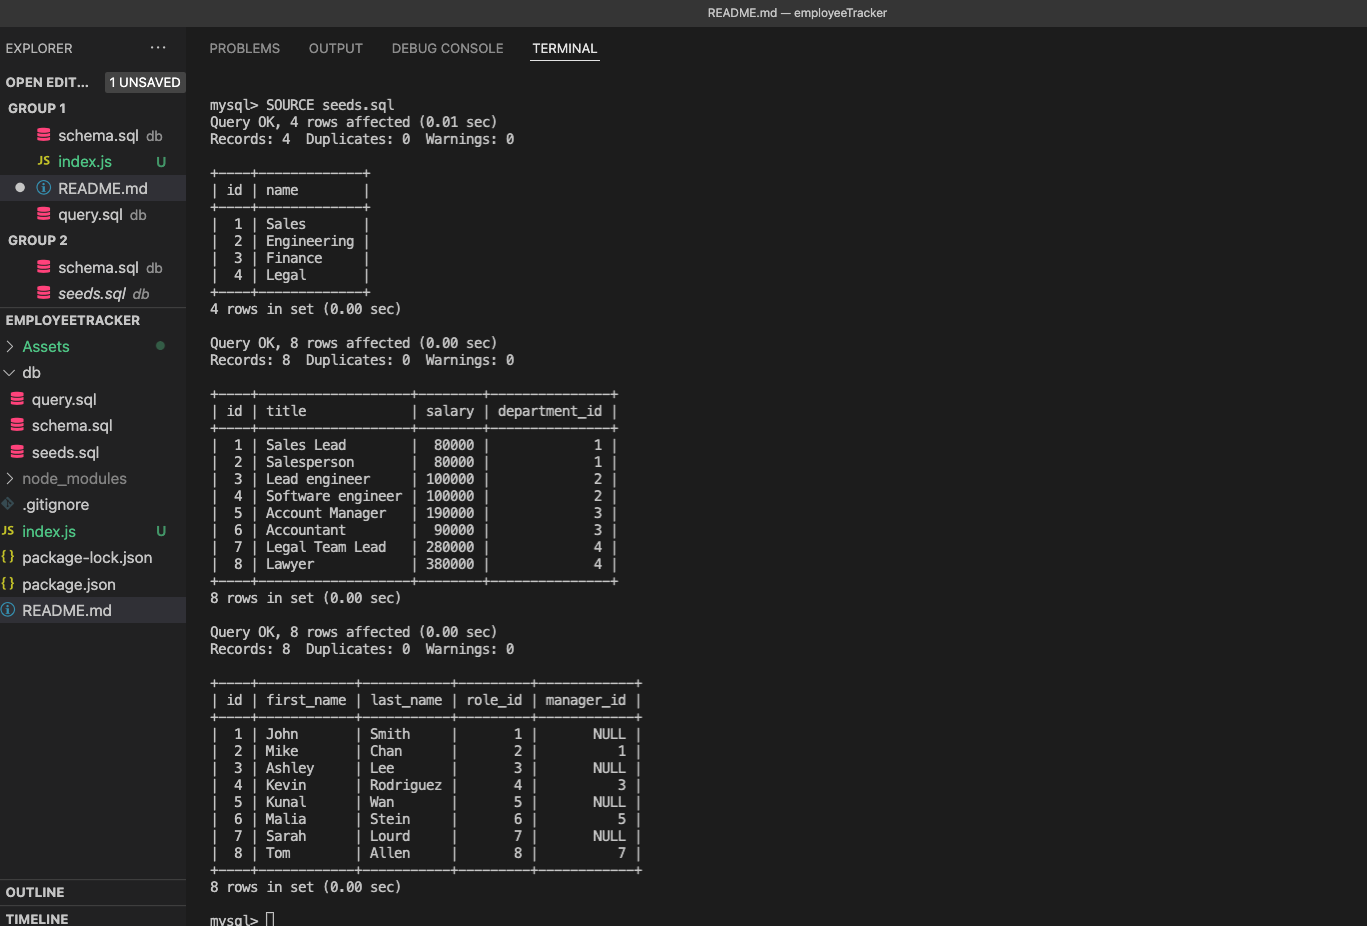 README.md — employeeTracker
EXPLORER ...
OPEN EDIT... 1 UNSAVED
GROUP 1
schema.sql db
JS index.js U
README.md
query.sql db
GROUP 2
schema.sql db
seeds.sql db
EMPLOYEETRACKER
Assets
db
query.sql
schema.sql
seeds.sql
node_modules
.gitignore
JS index.js U
{} package-lock.json
{} package.json
README.md
OUTLINE
TIMELINE
PROBLEMS OUTPUT DEBUG CONSOLE TERMINAL
mysql> SOURCE seeds.sql
Query OK, 4 rows affected (0.01 sec)
Records: 4  Duplicates: 0  Warnings: 0
+----+-------------+
| id | name        |
+----+-------------+
|  1 | Sales       |
|  2 | Engineering |
|  3 | Finance     |
|  4 | Legal       |
+----+-------------+
4 rows in set (0.00 sec)
Query OK, 8 rows affected (0.00 sec)
Records: 8  Duplicates: 0  Warnings: 0
+----+-------------------+--------+---------------+
| id | title             | salary | department_id |
+----+-------------------+--------+---------------+
|  1 | Sales Lead        |  80000 |             1 |
|  2 | Salesperson       |  80000 |             1 |
|  3 | Lead engineer     | 100000 |             2 |
|  4 | Software engineer | 100000 |             2 |
|  5 | Account Manager   | 190000 |             3 |
|  6 | Accountant        |  90000 |             3 |
|  7 | Legal Team Lead   | 280000 |             4 |
|  8 | Lawyer            | 380000 |             4 |
+----+-------------------+--------+---------------+
8 rows in set (0.00 sec)
Query OK, 8 rows affected (0.00 sec)
Records: 8  Duplicates: 0  Warnings: 0
+----+------------+-----------+---------+------------+
| id | first_name | last_name | role_id | manager_id |
+----+------------+-----------+---------+------------+
|  1 | John       | Smith     |       1 |       NULL |
|  2 | Mike       | Chan      |       2 |          1 |
|  3 | Ashley     | Lee       |       3 |       NULL |
|  4 | Kevin      | Rodriguez |       4 |          3 |
|  5 | Kunal      | Wan       |       5 |       NULL |
|  6 | Malia      | Stein     |       6 |          5 |
|  7 | Sarah      | Lourd     |       7 |       NULL |
|  8 | Tom        | Allen     |       8 |          7 |
+----+------------+-----------+---------+------------+
8 rows in set (0.00 sec)
mysql>